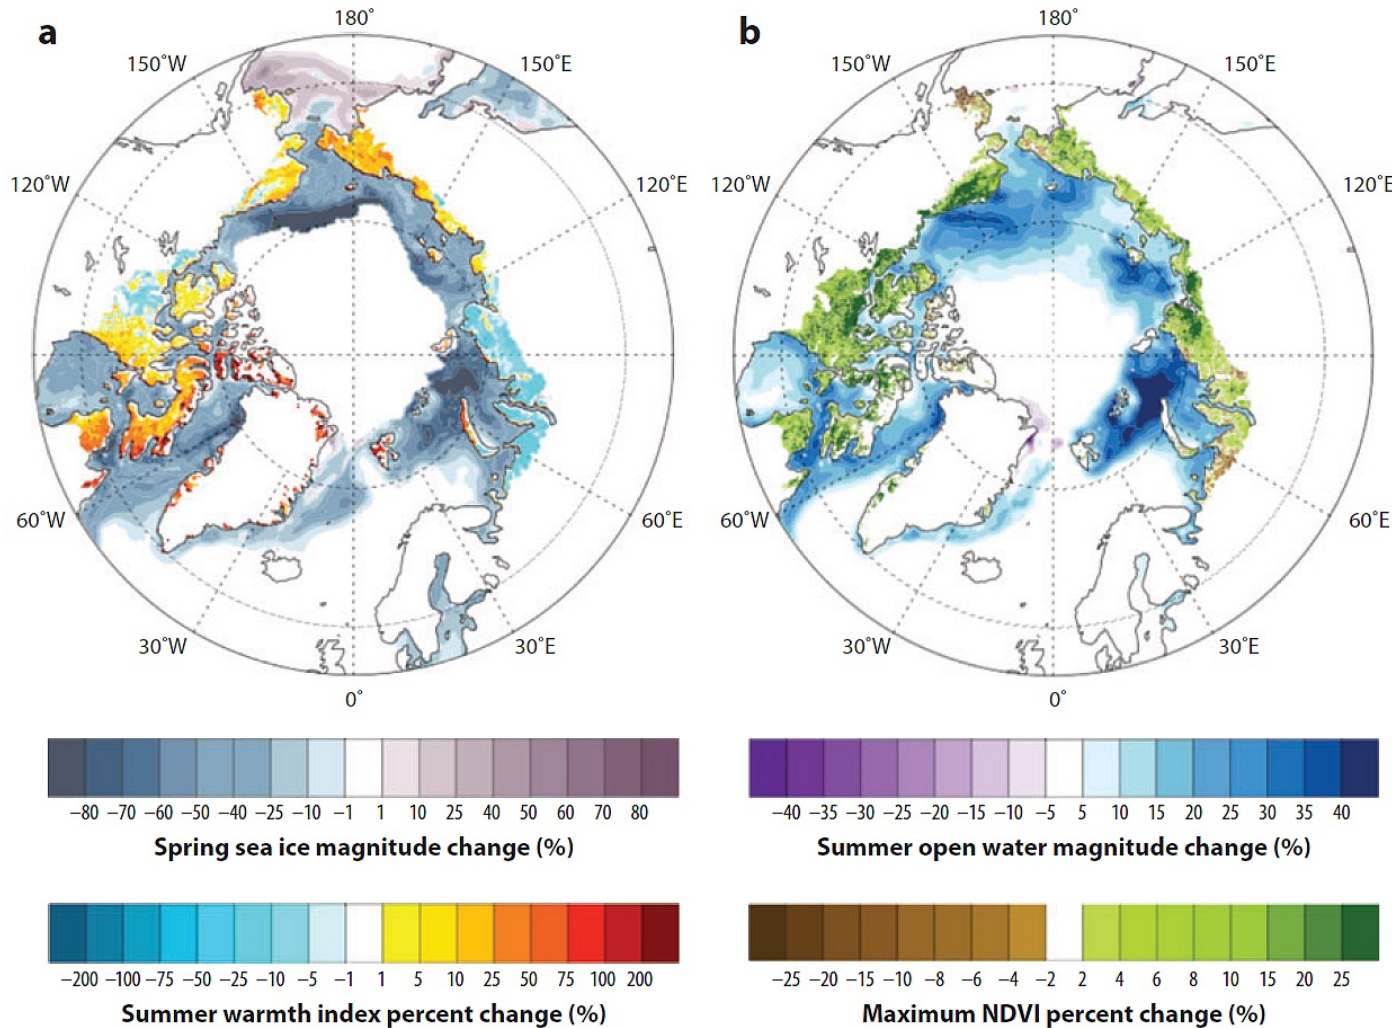 a
b
180°
180°
150°W
150°E
150°W
150°E
120°W
120°E
120°W
120°E
60°W
60°E
60°W
60°E
30°W
30°E
30°W
30°E
0°
0°
−80 −70 −60 −50 −40 −25 −10 −1 1 10 25 40 50 60 70 80
Spring sea ice magnitude change (%)
−40 −35 −30 −25 −20 −15 −10 −5 5 10 15 20 25 30 35 40
Summer open water magnitude change (%)
−200 −100 −75 −50 −25 −10 −5 −1 1 5 10 25 50 75 100 200
Summer warmth index percent change (%)
−25 −20 −15 −10 −8 −6 −4 −2 2 4 6 8 10 15 20 25
Maximum NDVI percent change (%)